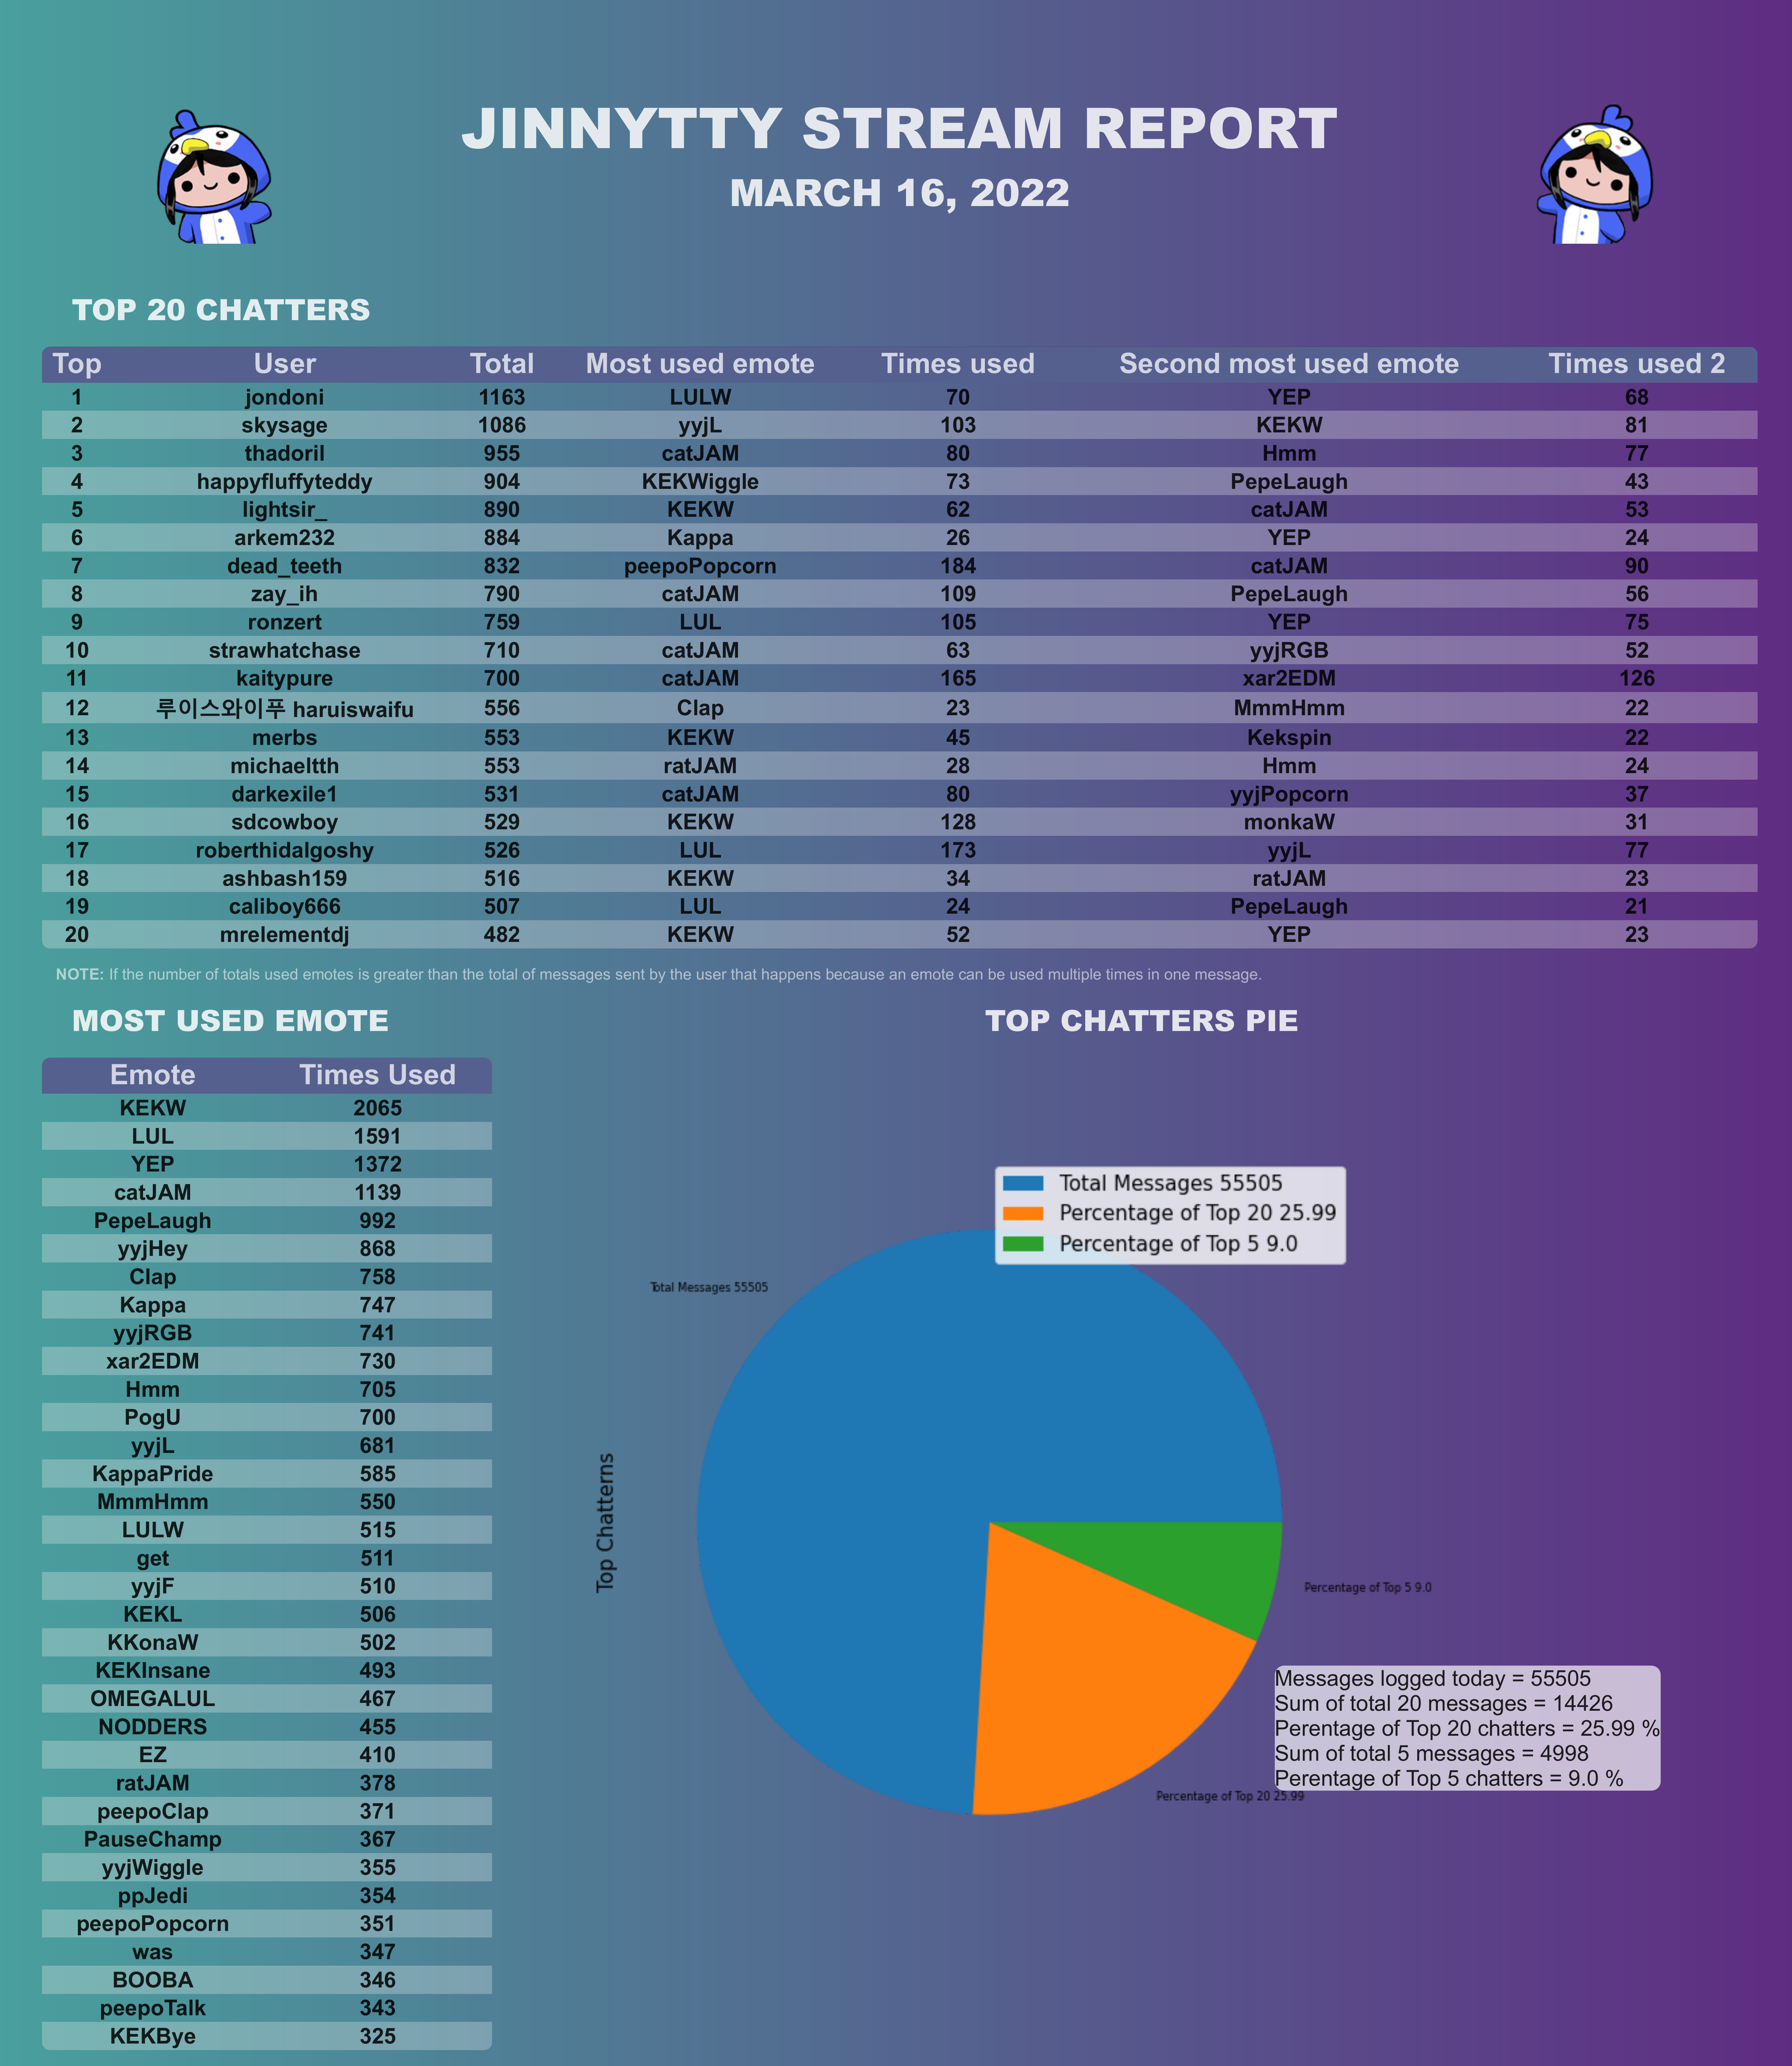 JINNYTTY STREAM REPORT
MARCH 16, 2022
TOP 20 CHATTERS
Top User Total Most used emote Times used Second most used emote Times used 2
1 jondoni 1163 LULW 70 YEP 68
2 skysage 1086 yyjL 103 KEKW 81
3 thadoril 955 catJAM 80 Hmm 77
4 happyfluffyteddy 904 KEKWiggle 73 PepeLaugh 43
5 lightsir_ 890 KEKW 62 catJAM 53
6 arkem232 884 Kappa 26 YEP 24
7 dead_teeth 832 peepoPopcorn 184 catJAM 90
8 zay_ih 790 catJAM 109 PepeLaugh 56
9 ronzert 759 LUL 105 YEP 75
10 strawhatchase 710 catJAM 63 yyjRGB 52
11 kaitypure 700 catJAM 165 xar2EDM 126
12 루이스와이푸 haruiswaifu 556 Clap 23 MmmHmm 22
13 merbs 553 KEKW 45 Kekspin 22
14 michaeltth 553 ratJAM 28 Hmm 24
15 darkexile1 531 catJAM 80 yyjPopcorn 37
16 sdcowboy 529 KEKW 128 monkaW 31
17 roberthidalgoshy 526 LUL 173 yyjL 77
18 ashbash159 516 KEKW 34 ratJAM 23
19 caliboy666 507 LUL 24 PepeLaugh 21
20 mrelementdj 482 KEKW 52 YEP 23
NOTE: If the number of totals used emotes is greater than the total of messages sent by the user that happens because an emote can be used multiple times in one message.
MOST USED EMOTE
Emote Times Used
KEKW 2065
LUL 1591
YEP 1372
catJAM 1139
PepeLaugh 992
yyjHey 868
Clap 758
Kappa 747
yyjRGB 741
xar2EDM 730
Hmm 705
PogU 700
yyjL 681
KappaPride 585
MmmHmm 550
LULW 515
get 511
yyjF 510
KEKL 506
KKonaW 502
KEKInsane 493
OMEGALUL 467
NODDERS 455
EZ 410
ratJAM 378
peepoClap 371
PauseChamp 367
yyjWiggle 355
ppJedi 354
peepoPopcorn 351
was 347
BOOBA 346
peepoTalk 343
KEKBye 325
TOP CHATTERS PIE
Total Messages 55505
Percentage of Top 20 25.99
Percentage of Top 5 9.0
Total Messages 55505
Top Chatterns
Percentage of Top 5 9.0
Percentage of Top 20 25.99
Messages logged today = 55505
Sum of total 20 messages = 14426
Perentage of Top 20 chatters = 25.99 %
Sum of total 5 messages = 4998
Perentage of Top 5 chatters = 9.0 %